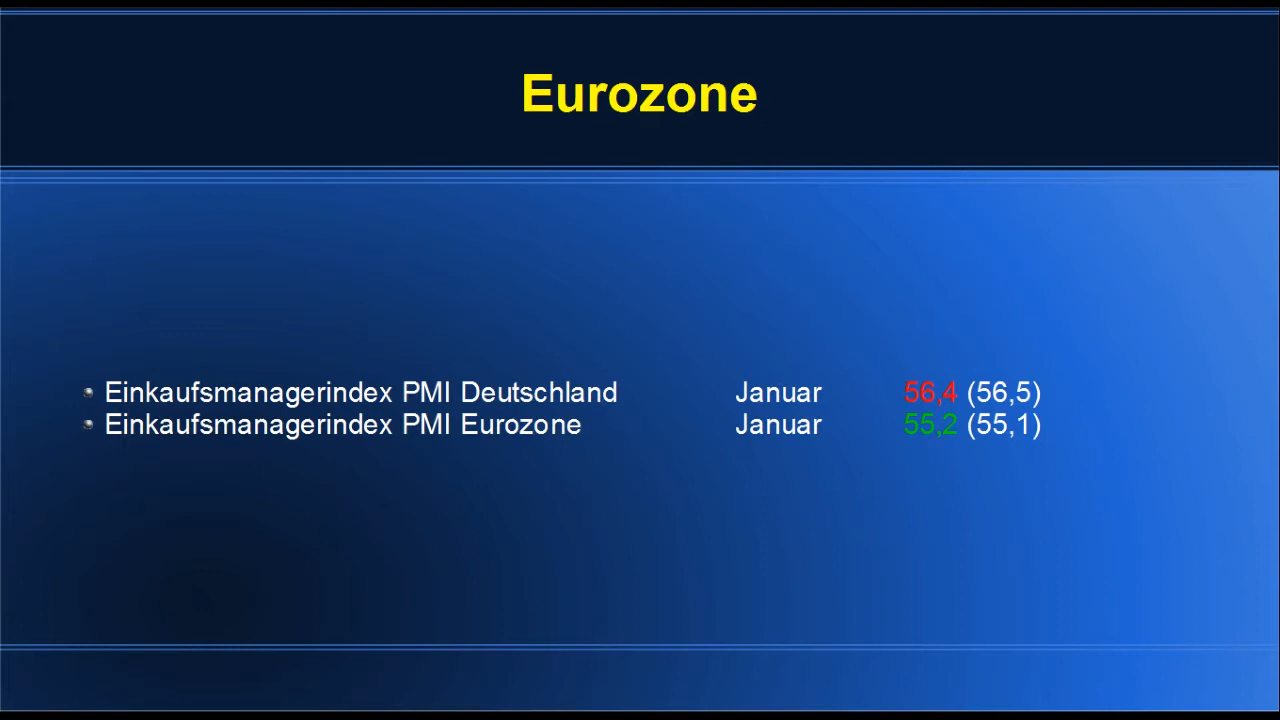 Eurozone
Einkaufsmanagerindex PMI Deutschland Januar 56,4 (56,5)
Einkaufsmanagerindex PMI Eurozone Januar 55,2 (55,1)